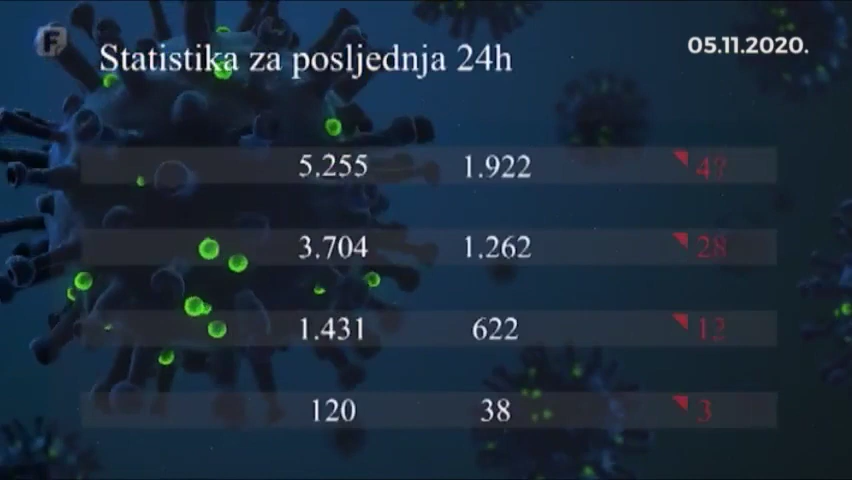 F
Statistika za posljednja 24h
05.11.2020.
5.255 1.922 43
3.704 1.262 28
1.431 622 12
120 38 3